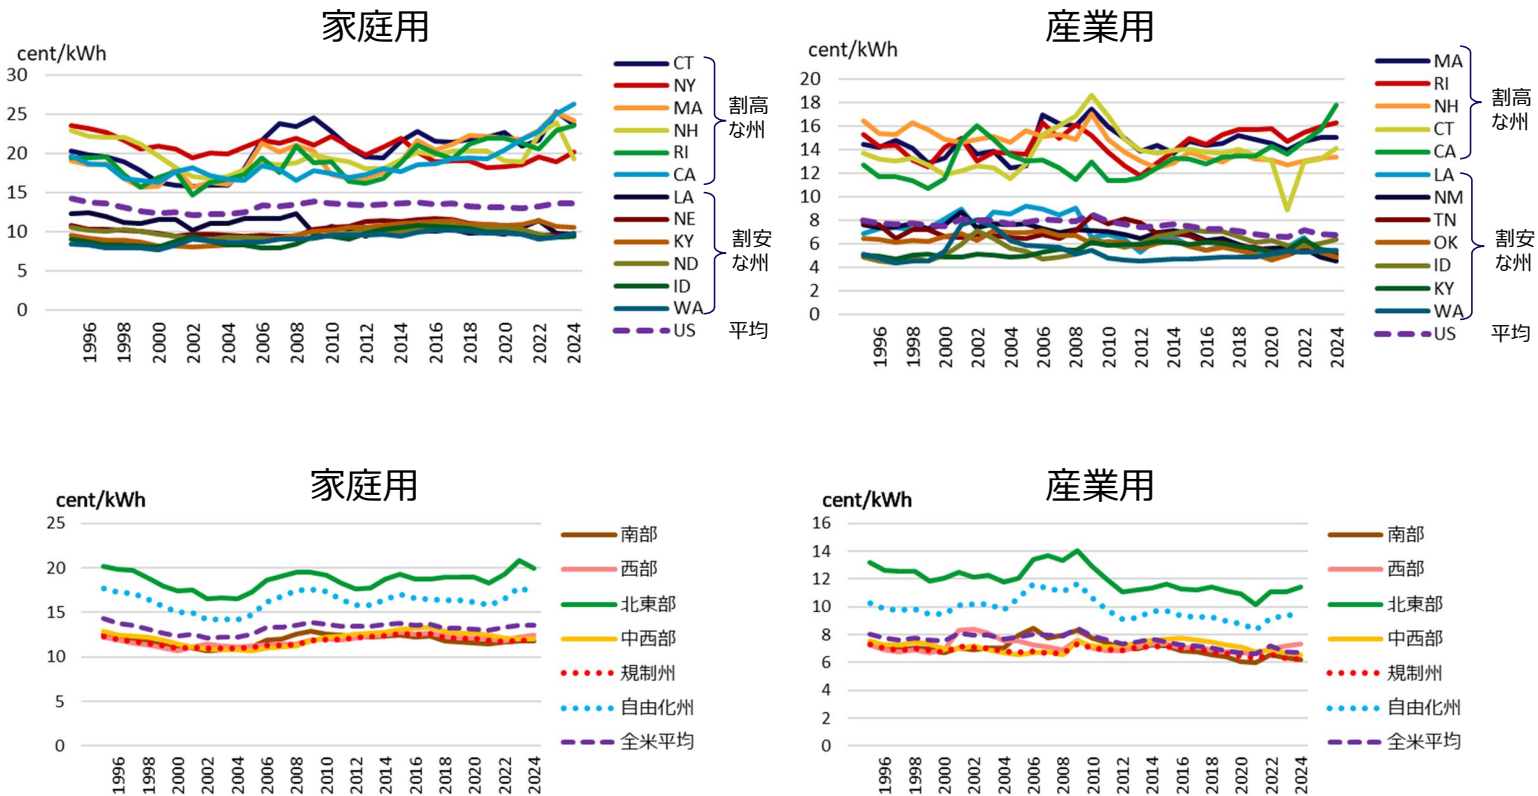 家庭用
cent/kWh
30
25
20
15
10
5
0
1996
1998
2000
2002
2004
2006
2008
2010
2012
2014
2016
2018
2020
2022
2024
CT
NY
MA
NH
RI
CA
LA
NE
KY
ND
ID
WA
US
割高
な州
割安
な州
平均
産業用
cent/kWh
20
18
16
14
12
10
8
6
4
2
0
1996
1998
2000
2002
2004
2006
2008
2010
2012
2014
2016
2018
2020
2022
2024
MA
RI
NH
CT
CA
LA
NM
TN
OK
ID
KY
WA
US
割高
な州
割安
な州
平均
家庭用
cent/kWh
25
20
15
10
5
0
1996
1998
2000
2002
2004
2006
2008
2010
2012
2014
2016
2018
2020
2022
2024
南部
西部
北東部
中西部
規制州
自由化州
全米平均
産業用
cent/kWh
16
14
12
10
8
6
4
2
0
1996
1998
2000
2002
2004
2006
2008
2010
2012
2014
2016
2018
2020
2022
2024
南部
西部
北東部
中西部
規制州
自由化州
全米平均